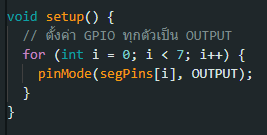 void setup() {
  // ตั้งค่า GPIO ทุกตัวเป็น OUTPUT
  for (int i = 0; i < 7; i++) {
    pinMode(segPins[i], OUTPUT);
  }
}